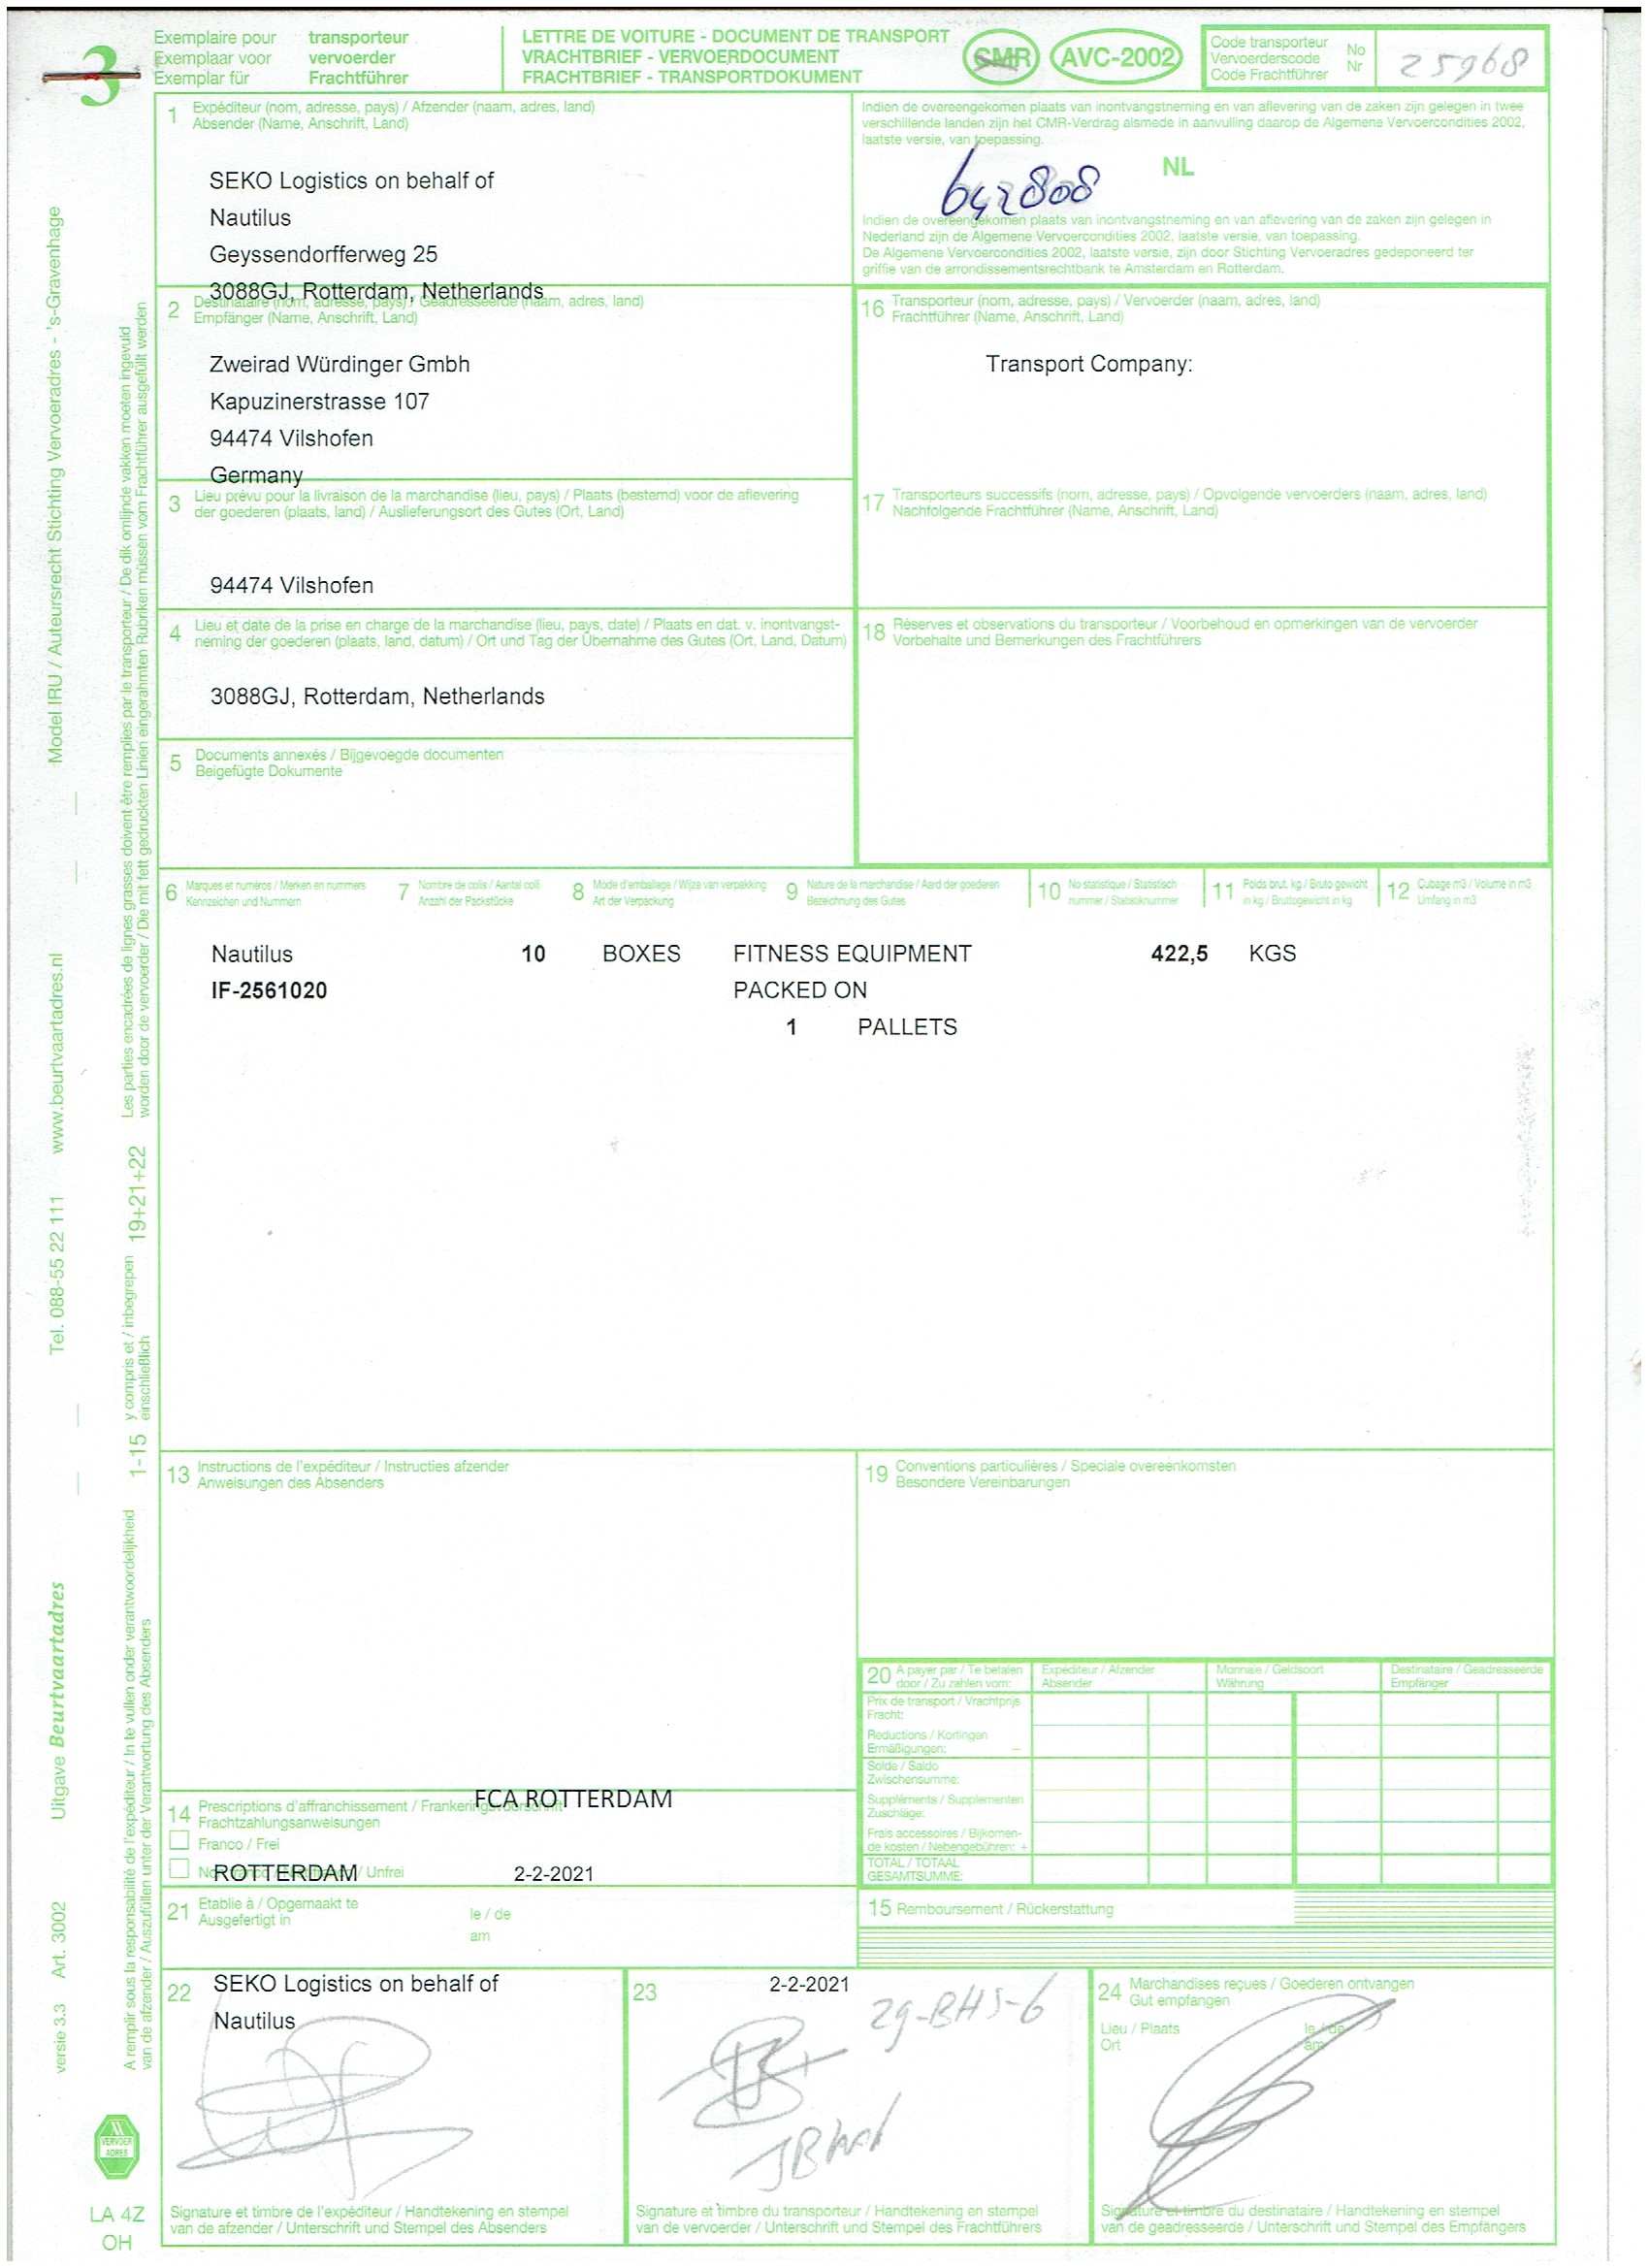 3
Exemplaire pour transporteur
Exemplaar voor vervoerder
Exemplar für Frachtführer
LETTRE DE VOITURE - DOCUMENT DE TRANSPORT
VRACHTBRIEF - VERVOERDOCUMENT
FRACHTBRIEF - TRANSPORTDOKUMENT
CMR
AVC-2002
Code transporteur No
Vervoerderscode Nr
Code Frachtführer
25968
1 Expéditeur (nom, adresse, pays) / Afzender (naam, adres, land)
Absender (Name, Anschrift, Land)
SEKO Logistics on behalf of
Nautilus
Geyssendorfferweg 25
3088GJ, Rotterdam, Netherlands
Indien de overeengekomen plaats van inontvangstneming en van aflevering van de zaken zijn gelegen in twee
verschillende landen zijn het CMR-Verdrag alsmede in aanvulling daarop de Algemene Vervoercondities 2002,
laatste versie, van toepassing.
NL
642808
Indien de overeengekomen plaats van inontvangstneming en van aflevering van de zaken zijn gelegen in
Nederland zijn de Algemene Vervoercondities 2002, laatste versie, van toepassing.
De Algemene Vervoercondities 2002, laatste versie, zijn door Stichting Vervoeradres gedeponeerd ter
griffie van de arrondissementsrechtbank te Amsterdam en Rotterdam.
2 Destinataire (nom, adresse, pays) / Geadresseerde (naam, adres, land)
Empfänger (Name, Anschrift, Land)
Zweirad Würdinger Gmbh
Kapuzinerstrasse 107
94474 Vilshofen
Germany
16 Transporteur (nom, adresse, pays) / Vervoerder (naam, adres, land)
Frachtführer (Name, Anschrift, Land)
Transport Company:
3 Lieu prévu pour la livraison de la marchandise (lieu, pays) / Plaats (bestemd) voor de aflevering
der goederen (plaats, land) / Auslieferungsort des Gutes (Ort, Land)
94474 Vilshofen
17 Transporteurs successifs (nom, adresse, pays) / Opvolgende vervoerders (naam, adres, land)
Nachfolgende Frachtführer (Name, Anschrift, Land)
4 Lieu et date de la prise en charge de la marchandise (lieu, pays, date) / Plaats en dat. v. inontvangst-
neming der goederen (plaats, land, datum) / Ort und Tag der Übernahme des Gutes (Ort, Land, Datum)
3088GJ, Rotterdam, Netherlands
18 Réserves et observations du transporteur / Voorbehoud en opmerkingen van de vervoerder
Vorbehalte und Bemerkungen des Frachtführers
5 Documents annexés / Bijgevoegde documenten
Beigefügte Dokumente
6 Marques et numéros / Merken en nummers
Kennzeichen und Nummern
7 Nombre de colis / Aantal colli
Anzahl der Packstücke
8 Mode d'emballage / Wijze van verpakking
Art der Verpackung
9 Nature de la marchandise / Aard der goederen
Bezeichnung des Gutes
10 No statistique / Statistisch
nummer / Statistiknummer
11 Poids brut. kg / Bruto gewicht
in kg / Bruttogewicht in kg
12 Cubage m3 / Volume in m3
Umfang in m3
Nautilus 10 BOXES FITNESS EQUIPMENT 422,5 KGS
IF-2561020 PACKED ON
1 PALLETS
13 Instructions de l'expéditeur / Instructies afzender
Anweisungen des Absenders
19 Conventions particulières / Speciale overeenkomsten
Besondere Vereinbarungen
20 A payer par / Te betalen
door / Zu zahlen vom:
Expéditeur / Afzender
Absender
Monnaie / Geldsoort
Währung
Destinataire / Geadresseerde
Empfänger
Prix de transport / Vrachtprijs
Fracht:
Reductions / Kortingen
Ermäßigungen: –
Solde / Saldo
Zwischensumme:
Suppléments / Supplementen
Zuschläge:
Frais accessoires / Bijkomen-
de kosten / Nebengebühren: +
TOTAL / TOTAAL
GESAMTSUMME:
FCA ROTTERDAM
14 Prescriptions d'affranchissement / Frankeringsvoorschrift
Frachtzahlungsanweisungen
Franco / Frei
/ Unfrei
ROTTERDAM 2-2-2021
15 Remboursement / Rückerstattung
21 Etablie à / Opgemaakt te le / de
Ausgefertigt in am
22 SEKO Logistics on behalf of
Nautilus
Signature et timbre de l'expéditeur / Handtekening en stempel
van de afzender / Unterschrift und Stempel des Absenders
23 2-2-2021
29-BHS-6
Signature et timbre du transporteur / Handtekening en stempel
van de vervoerder / Unterschrift und Stempel des Frachtführers
24 Marchandises reçues / Goederen ontvangen
Gut empfangen
Lieu / Plaats le / de
Ort am
Signature et timbre du destinataire / Handtekening en stempel
van de geadresseerde / Unterschrift und Stempel des Empfängers
Model IRU / Auteursrecht Stichting Vervoeradres - 's-Gravenhage
www.beurtvaartadres.nl
Tel. 088-55 22 111
Uitgave Beurtvaartadres
Art. 3002
versie 3.3
Les parties encadrées de lignes grasses doivent être remplies par le transporteur / De dik omlijnde vakken moeten ingevuld
worden door de vervoerder / Die mit fett gedruckten Linien eingerahmten Rubriken müssen vom Frachtführer ausgefüllt werden
19+21+22
y compris et / inbegrepen
einschließlich
1-15
A remplir sous la responsabilité de l'expéditeur / In te vullen onder verantwoordelijkheid
van de afzender / Auszufüllen unter der Verantwortung des Absenders
VERVOER
ADRES
LA 4Z
OH